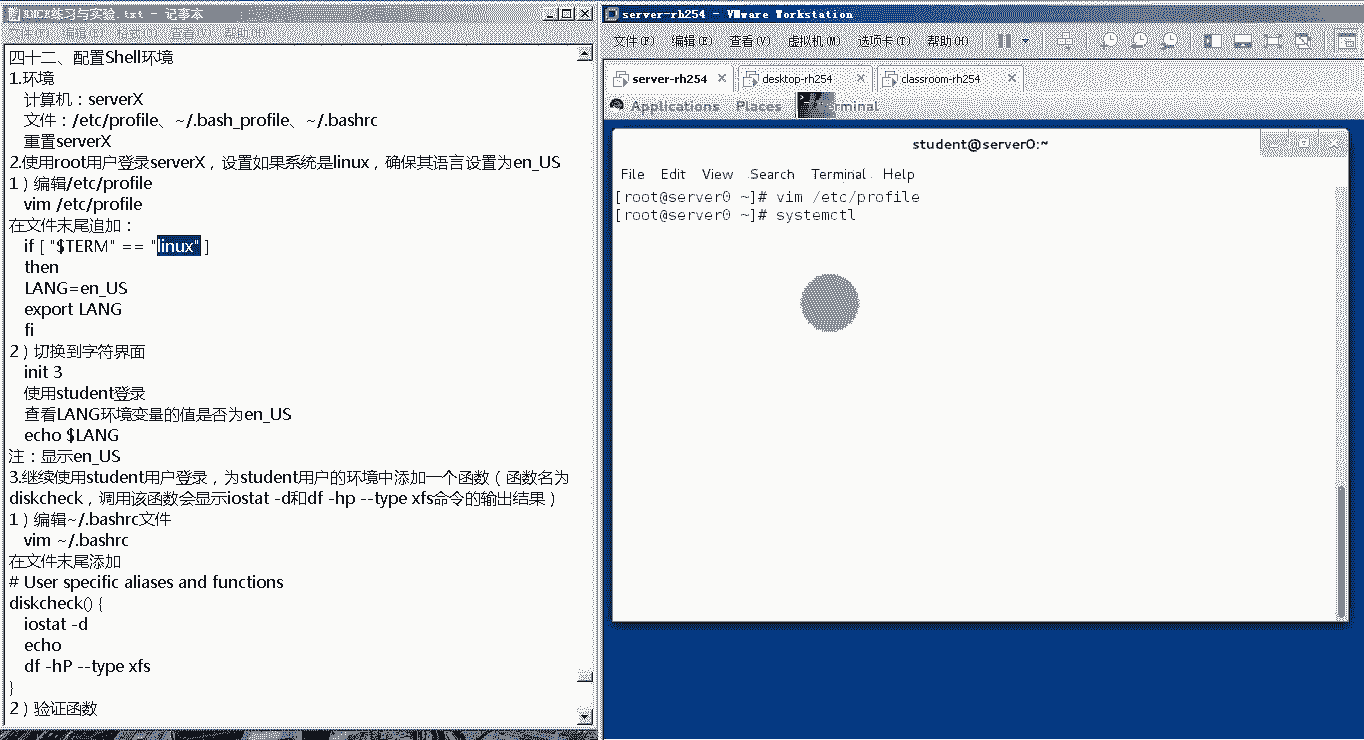 RHCE练习与实验.txt - 记事本
文件(F) 编辑(E) 格式(O) 查看(V) 帮助(H)
四十二、配置Shell环境
1.环境
计算机：serverX
文件：/etc/profile、~/.bash_profile、~/.bashrc
重置serverX
2.使用root用户登录serverX，设置如果系统是linux，确保其语言设置为en_US
1）编辑/etc/profile
vim /etc/profile
在文件末尾追加：
if [ "$TERM" == "linux" ]
then
LANG=en_US
export LANG
fi
2）切换到字符界面
init 3
使用student登录
查看LANG环境变量的值是否为en_US
echo $LANG
注：显示en_US
3.继续使用student用户登录，为student用户的环境中添加一个函数（函数名为
diskcheck，调用该函数会显示iostat -d和df -hp --type xfs命令的输出结果）
1）编辑~/.bashrc文件
vim ~/.bashrc
在文件末尾添加
# User specific aliases and functions
diskcheck() {
iostat -d
echo
df -hP --type xfs
}
2）验证函数
server-rh254 - VMware Workstation
文件(F) 编辑(E) 查看(V) 虚拟机(M) 选项卡(T) 帮助(H)
server-rh254 desktop-rh254 classroom-rh254
Applications Places Terminal
student@server0:~
File Edit View Search Terminal Help
[root@server0 ~]# vim /etc/profile
[root@server0 ~]# systemctl